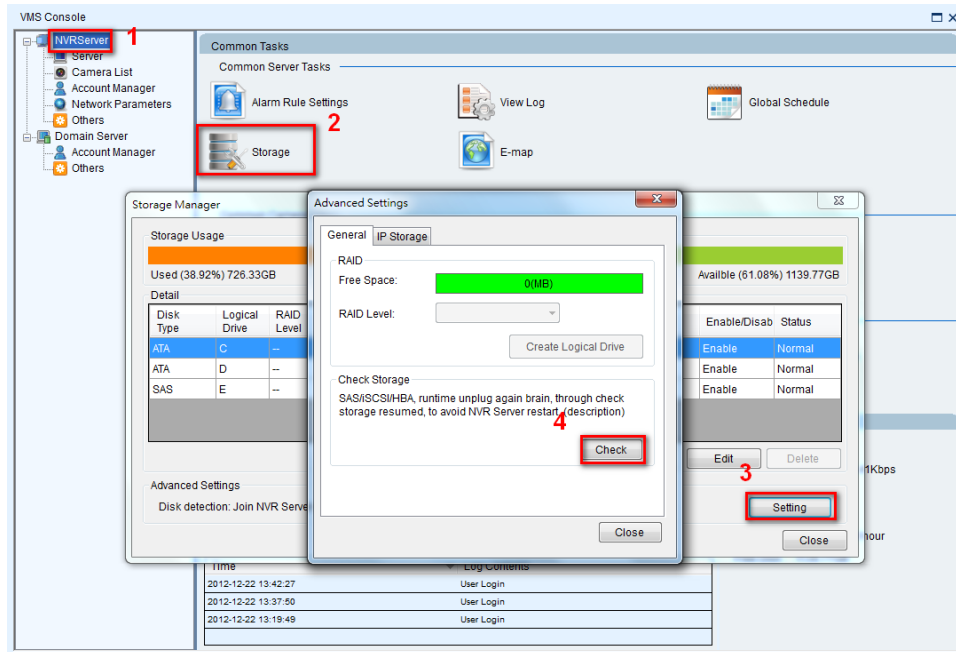 VMS Console
NVRServer
1
Server
Camera List
Account Manager
Network Parameters
Others
Domain Server
Account Manager
Others
Common Tasks
Common Server Tasks
Alarm Rule Settings
View Log
Global Schedule
2
Storage
E-map
Storage Manager
Storage Usage
Used (38.92%) 726.33GB
Availble (61.08%) 1139.77GB
Detail
Disk Type Logical Drive RAID Level Enable/Disab Status
ATA C -- Enable Normal
ATA D -- Enable Normal
SAS E -- Enable Normal
Edit
Delete
3
Advanced Settings
Disk detection: Join NVR Serve
Setting
Close
Advanced Settings
General IP Storage
RAID
Free Space: 0(MB)
RAID Level:
Create Logical Drive
Check Storage
SAS/iSCSI/HBA, runtime unplug again brain, through check
storage resumed, to avoid NVR Server restart. (description)
4
Check
Close
1Kbps
hour
Time Log Contents
2012-12-22 13:42:27 User Login
2012-12-22 13:37:50 User Login
2012-12-22 13:19:49 User Login